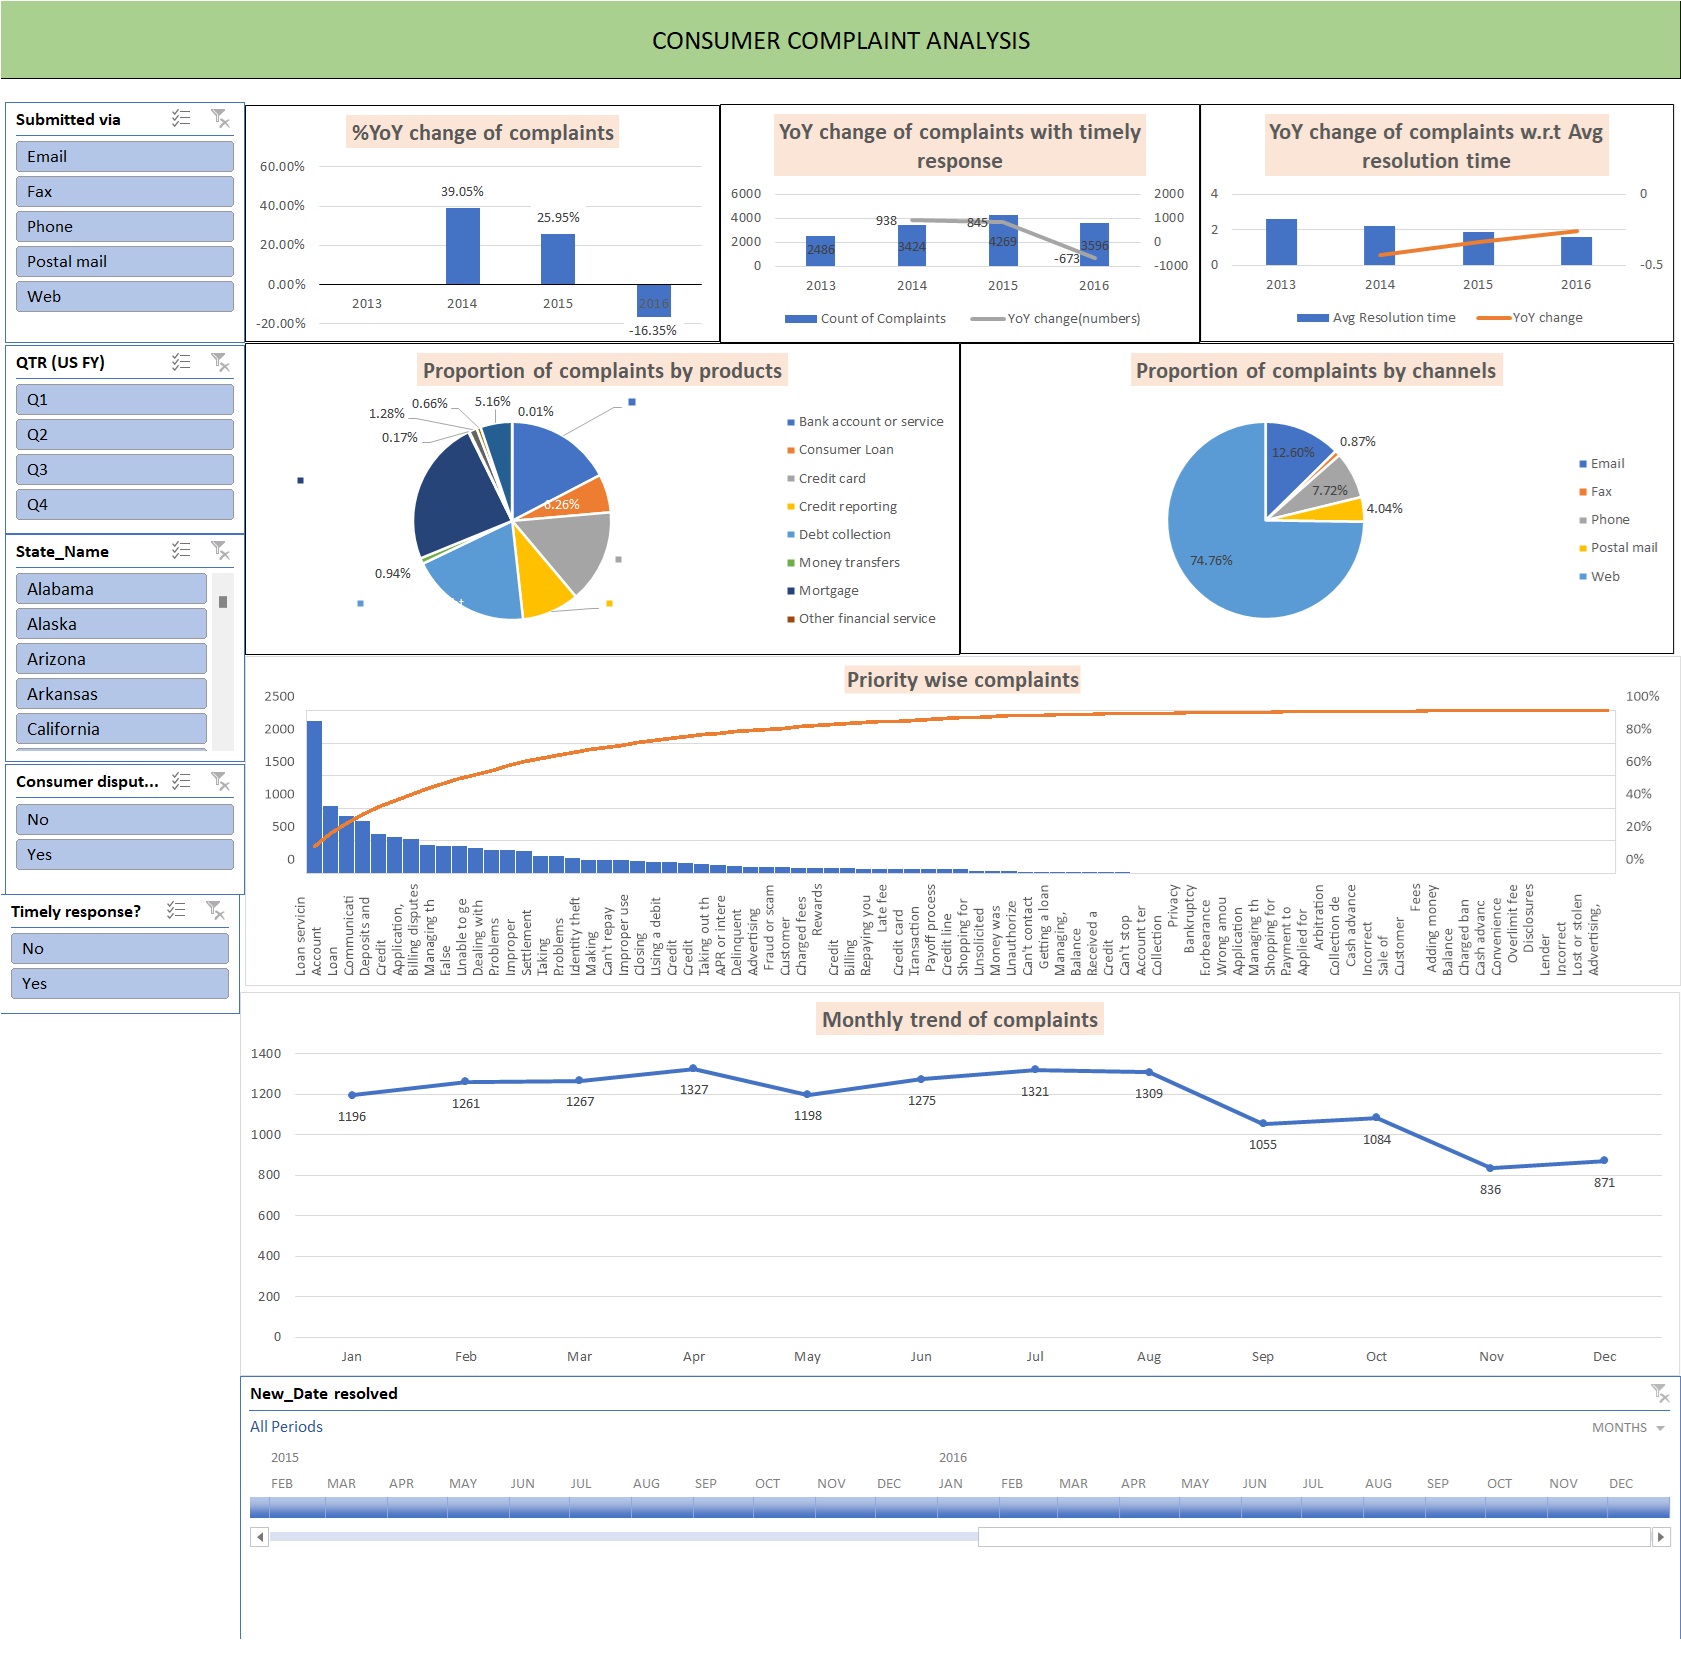 CONSUMER COMPLAINT ANALYSIS
Submitted via
Email
Fax
Phone
Postal mail
Web
QTR (US FY)
Q1
Q2
Q3
Q4
State_Name
Alabama
Alaska
Arizona
Arkansas
California
Consumer disput...
No
Yes
Timely response?
No
Yes
%YoY change of complaints
60.00%
40.00%
20.00%
0.00%
-20.00%
39.05%
25.95%
-16.35%
2013
2014
2015
2016
YoY change of complaints with timely
response
6000
4000
2000
0
2000
1000
0
-1000
938
845
-673
2486
3424
4269
3596
2013
2014
2015
2016
Count of Complaints
YoY change(numbers)
YoY change of complaints w.r.t Avg
resolution time
4
2
0
0
-0.5
2013
2014
2015
2016
Avg Resolution time
YoY change
Proportion of complaints by products
0.66%
5.16%
0.01%
1.28%
0.17%
6.26%
0.94%
Bank account or service
Consumer Loan
Credit card
Credit reporting
Debt collection
Money transfers
Mortgage
Other financial service
Proportion of complaints by channels
12.60%
0.87%
7.72%
4.04%
74.76%
Email
Fax
Phone
Postal mail
Web
Priority wise complaints
2500
2000
1500
1000
500
0
100%
80%
60%
40%
20%
0%
Loan servicin
Account
Loan
Communicati
Deposits and
Credit
Application,
Billing disputes
Managing th
False
Unable to ge
Dealing with
Problems
Improper
Settlement
Taking
Problems
Identity theft
Making
Can't repay
Improper use
Closing
Using a debit
Credit
Credit
Taking out th
APR or intere
Delinquent
Advertising
Fraud or scam
Customer
Charged fees
Rewards
Credit
Billing
Repaying you
Late fee
Credit card
Transaction
Payoff process
Credit line
Shopping for
Unsolicited
Money was
Unauthorize
Can't contact
Getting a loan
Managing,
Balance
Received a
Credit
Can't stop
Account ter
Collection
Privacy
Bankruptcy
Forbearance
Wrong amou
Application
Managing th
Shopping for
Payment to
Applied for
Arbitration
Collection de
Cash advance
Incorrect
Sale of
Customer
Fees
Adding money
Balance
Charged ban
Cash advanc
Convenience
Overlimit fee
Disclosures
Lender
Incorrect
Lost or stolen
Advertising,
Monthly trend of complaints
1400
1200
1000
800
600
400
200
0
1196
1261
1267
1327
1198
1275
1321
1309
1055
1084
836
871
Jan
Feb
Mar
Apr
May
Jun
Jul
Aug
Sep
Oct
Nov
Dec
New_Date resolved
All Periods
MONTHS
2015
2016
FEB
MAR
APR
MAY
JUN
JUL
AUG
SEP
OCT
NOV
DEC
JAN
FEB
MAR
APR
MAY
JUN
JUL
AUG
SEP
OCT
NOV
DEC